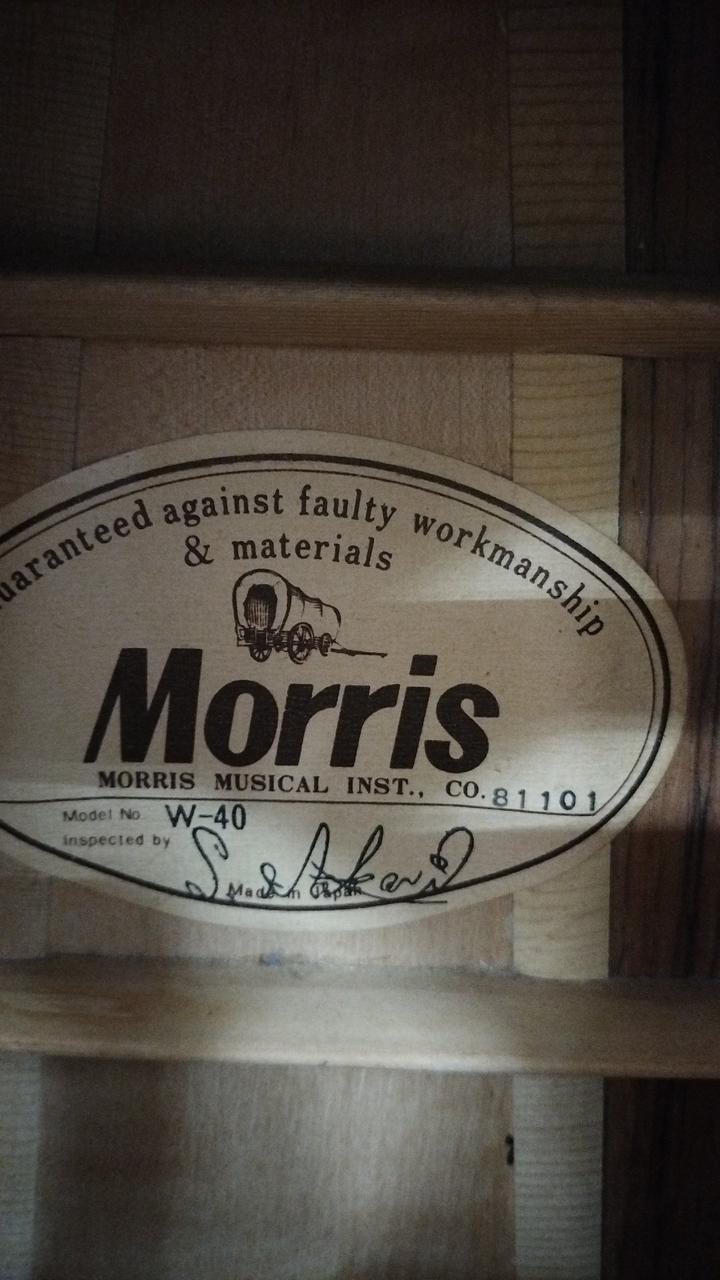 uaranteed against faulty workmanship
& materials
Morris
MORRIS MUSICAL INST., CO. 81101
Model No W-40
inspected by
Made in Japan